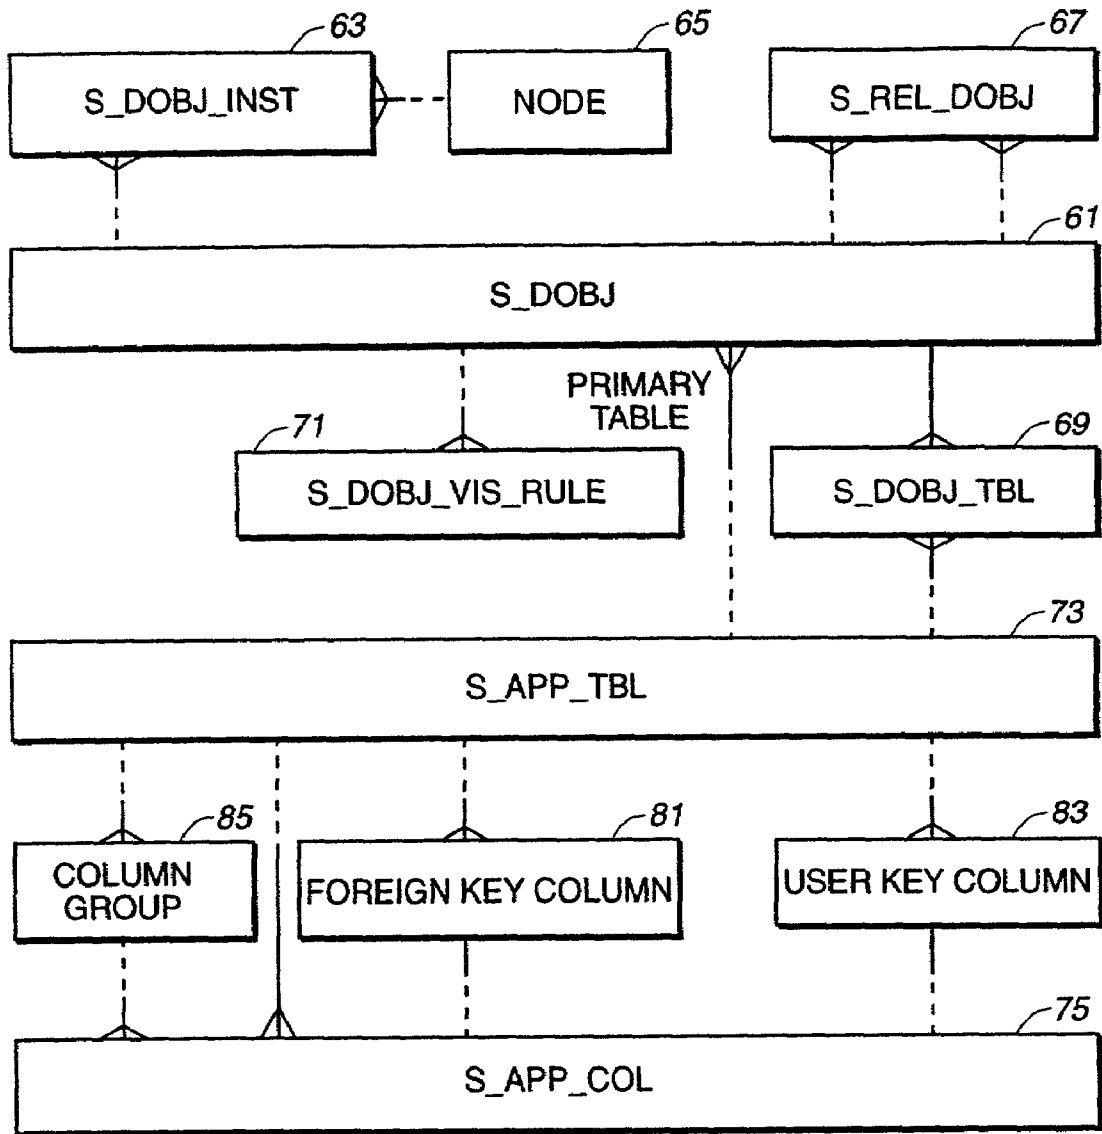 63
65
67
S_DOBJ_INST
NODE
S_REL_DOBJ
61
S_DOBJ
PRIMARY
TABLE
71
69
S_DOBJ_VIS_RULE
S_DOBJ_TBL
73
S_APP_TBL
85
81
83
COLUMN
GROUP
FOREIGN KEY COLUMN
USER KEY COLUMN
75
S_APP_COL